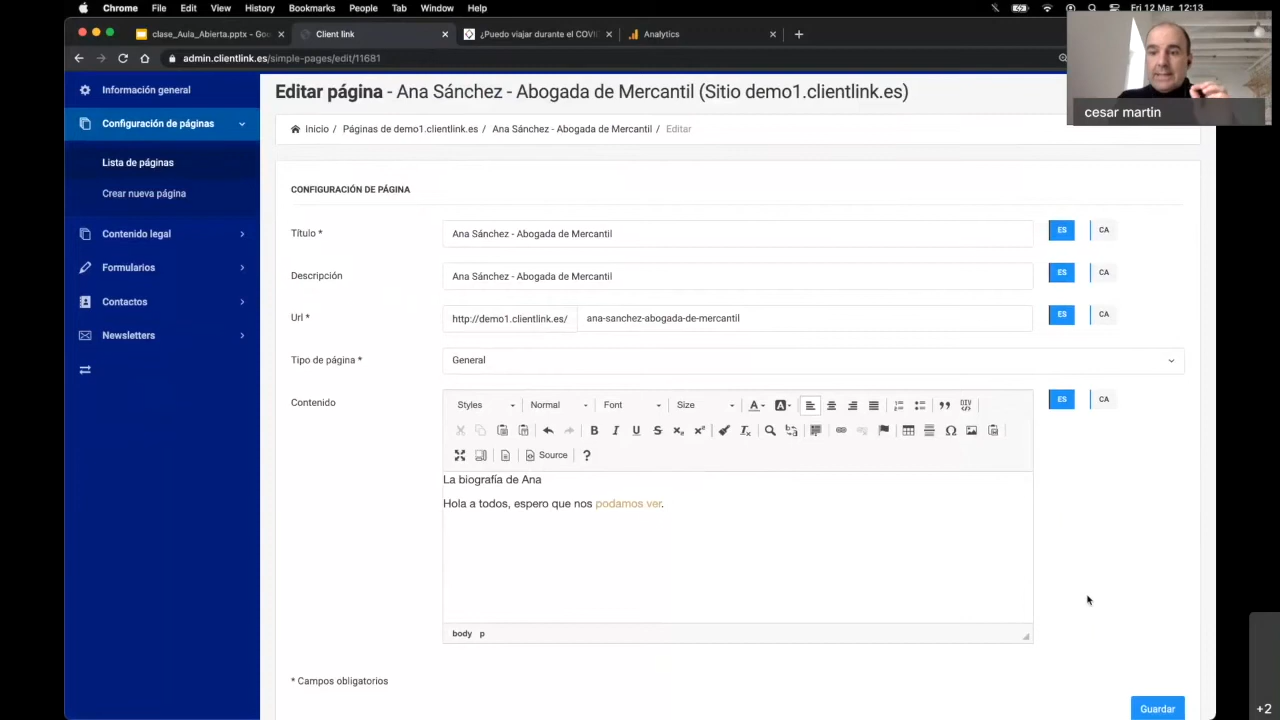 Chrome File Edit View History Bookmarks People Tab Window Help Fri 12 Mar 12:13
clase_Aula_Abierta.pptx - Goo Client link ¿Puedo viajar durante el COVI Analytics
admin.clientlink.es/simple-pages/edit/11681
cesar martin
Información general
Configuración de páginas
Lista de páginas
Crear nueva página
Contenido legal
Formularios
Contactos
Newsletters
Editar página - Ana Sánchez - Abogada de Mercantil (Sitio demo1.clientlink.es)
Inicio / Páginas de demo1.clientlink.es / Ana Sánchez - Abogada de Mercantil / Editar
CONFIGURACIÓN DE PÁGINA
Título * Ana Sánchez - Abogada de Mercantil ES CA
Descripción Ana Sánchez - Abogada de Mercantil ES CA
Url * http://demo1.clientlink.es/ ana-sanchez-abogada-de-mercantil ES CA
Tipo de página * General
Contenido Styles Normal Font Size ES CA
Source
La biografía de Ana
Hola a todos, espero que nos podamos ver.
body p
* Campos obligatorios
Guardar
+2